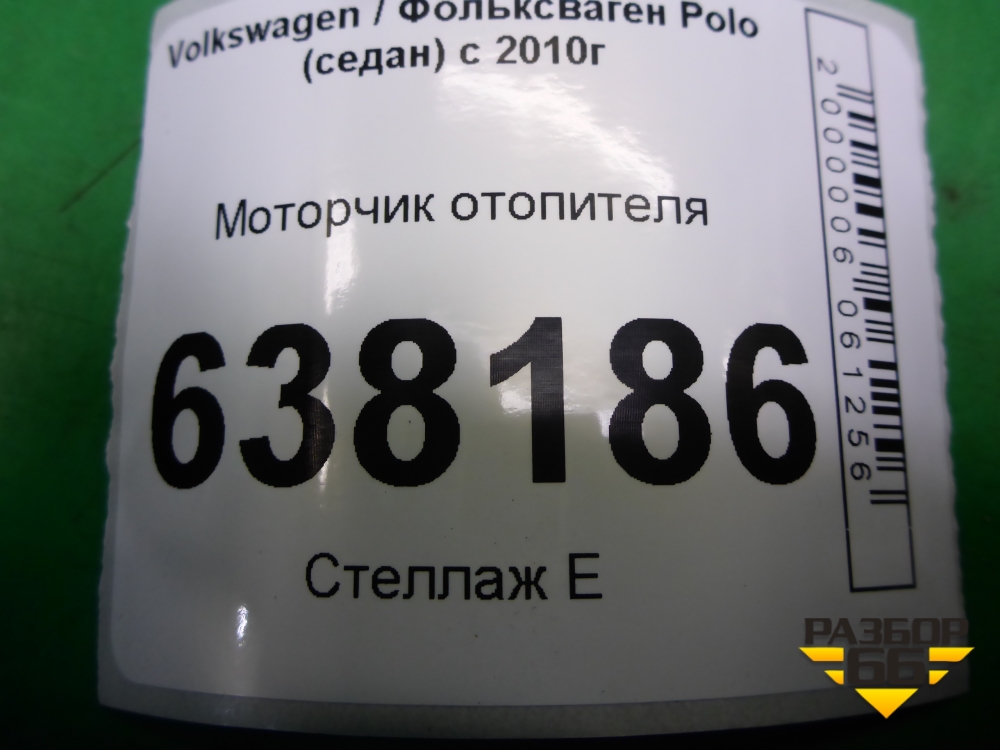 Volkswagen / Фольксваген Polo
(седан) с 2010г
Моторчик отопителя
638186
Стеллаж Е
2000006061256
РАЗБОР
66